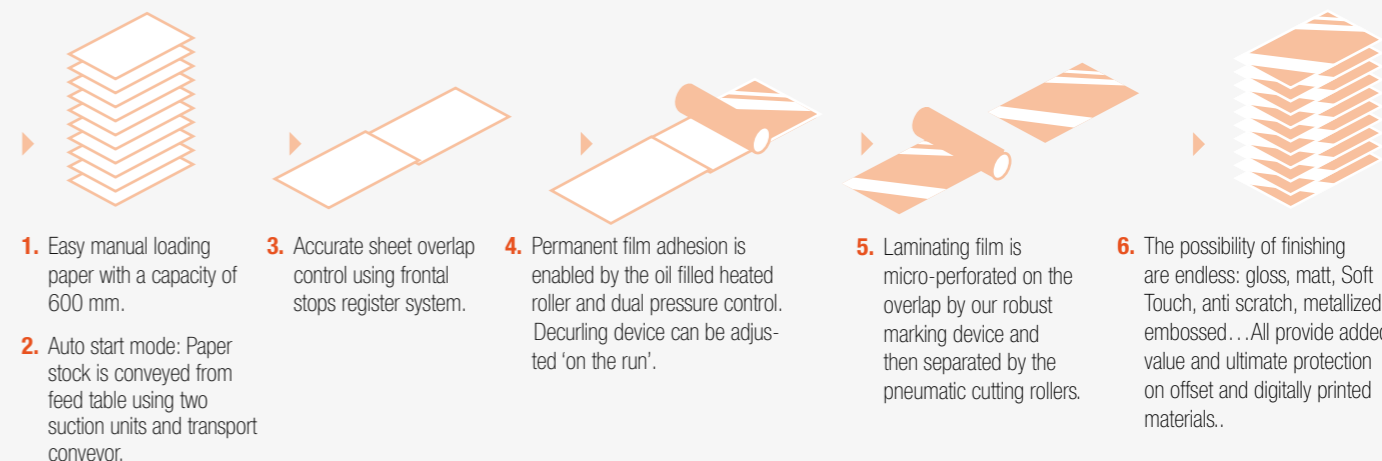 1. Easy manual loading
paper with a capacity of
600 mm.
2. Auto start mode: Paper
stock is conveyed from
feed table using two
suction units and transport
conveyor.
3. Accurate sheet overlap
control using frontal
stops register system.
4. Permanent film adhesion is
enabled by the oil filled heated
roller and dual pressure control.
Decurling device can be adjus-
ted 'on the run'.
5. Laminating film is
micro-perforated on the
overlap by our robust
marking device and
then separated by the
pneumatic cutting rollers.
6. The possibility of finishing
are endless: gloss, matt, Soft
Touch, anti scratch, metallized
embossed…All provide added
value and ultimate protection
on offset and digitally printed
materials..